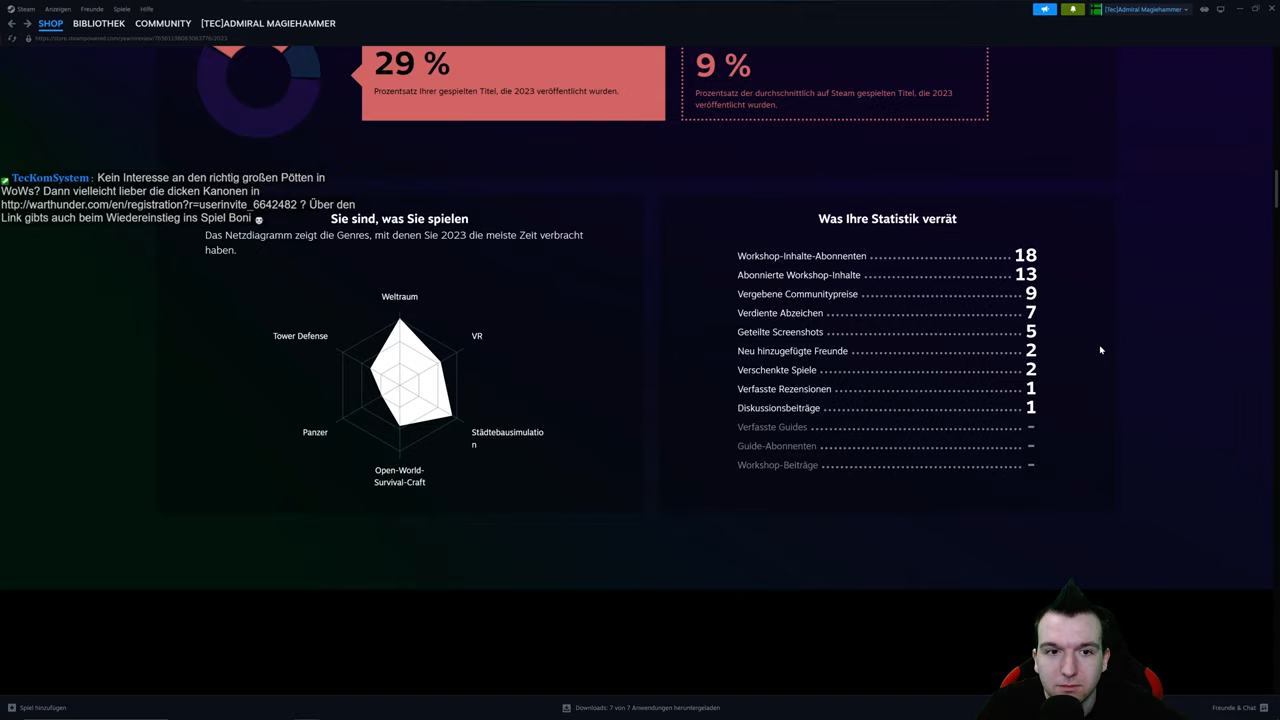 Steam Anzeigen Freunde Spiele Hilfe
[Tec]Admiral Magiehammer
SHOP BIBLIOTHEK COMMUNITY [TEC]ADMIRAL MAGIEHAMMER
29 %
Prozentsatz Ihrer gespielten Titel, die 2023 veröffentlicht wurden.
9 %
Prozentsatz der durchschnittlich auf Steam gespielten Titel, die 2023
veröffentlicht wurden.
TecKomSystem : Kein Interesse an den richtig großen Pötten in
WoWs? Dann vielleicht lieber die dicken Kanonen in
http://warthunder.com/en/registration?r=userinvite_6642482 ? Über den
Link gibts auch beim Wiedereinstieg ins Spiel Boni
Sie sind, was Sie spielen
Das Netzdiagramm zeigt die Genres, mit denen Sie 2023 die meiste Zeit verbracht
haben.
Weltraum
Tower Defense
VR
Panzer
Städtebausimulatio
n
Open-World-
Survival-Craft
Was Ihre Statistik verrät
Workshop-Inhalte-Abonnenten 18
Abonnierte Workshop-Inhalte 13
Vergebene Communitypreise 9
Verdiente Abzeichen 7
Geteilte Screenshots 5
Neu hinzugefügte Freunde 2
Verschenkte Spiele 2
Verfasste Rezensionen 1
Diskussionsbeiträge 1
Verfasste Guides –
Guide-Abonnenten –
Workshop-Beiträge –
Spiel hinzufügen
Downloads: 7 von 7 Anwendungen heruntergeladen
Freunde & Chat